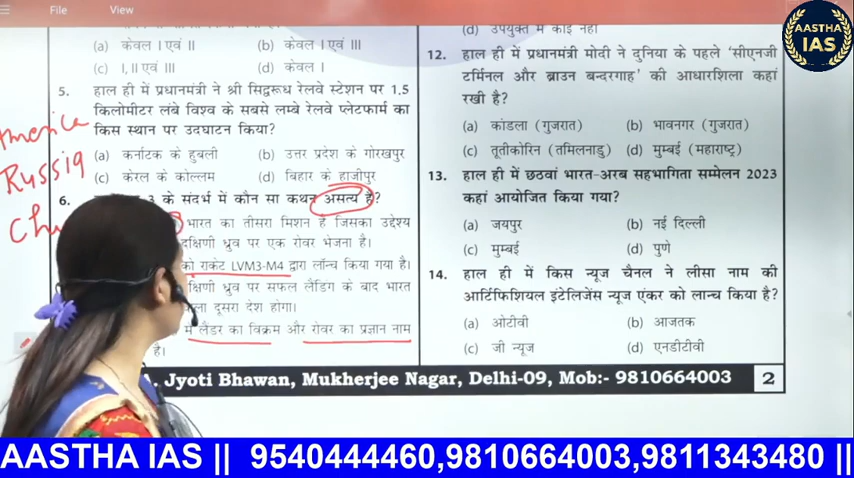 File View
AASTHA
IAS
(a) केवल I एवं II (b) केवल I एवं III
(c) I, II एवं III (d) केवल I
5. हाल ही में प्रधानमंत्री ने श्री सिद्वरूध रेलवे स्टेशन पर 1.5
किलोमीटर लंबे विश्व के सबसे लम्बे रेलवे प्लेटफार्म का
किस स्थान पर उदघाटन किया?
(a) कर्नाटक के हुबली (b) उत्तर प्रदेश के गोरखपुर
(c) केरल के कोल्लम (d) बिहार के हाजीपुर
6. 3 के संदर्भ में कौन सा कथन असत्य है?
भारत का तीसरा मिशन है जिसका उद्देश्य
दक्षिणी ध्रुव पर एक रोवर भेजना है।
को राकेट LVM3-M4 द्वारा लॉन्च किया गया है।
क्षिणी ध्रुव पर सफल लैंडिग के बाद भारत
दूसरा देश होगा।
लैंडर का विक्रम और रोवर का प्रज्ञान नाम
है।
America
Russia
(d) उपर्युक्त में कोई नहीं
12. हाल ही में प्रधानमंत्री मोदी ने दुनिया के पहले 'सीएनजी
टर्मिनल और ब्राउन बन्दरगाह' की आधारशिला कहां
रखी है?
(a) कांडला (गुजरात) (b) भावनगर (गुजरात)
(c) तूतीकोरिन (तमिलनाडु) (d) मुम्बई (महाराष्ट्र)
13. हाल ही में छठवां भारत-अरब सहभागिता सम्मेलन 2023
कहां आयोजित किया गया?
(a) जयपुर (b) नई दिल्ली
(c) मुम्बई (d) पुणे
14. हाल ही में किस न्यूज चैनल ने लीसा नाम की
आर्टिफिशियल इंटेलिजेंस न्यूज एंकर को लान्च किया है?
(a) ओटीवी (b) आजतक
(c) जी न्यूज (d) एनडीटीवी
Jyoti Bhawan, Mukherjee Nagar, Delhi-09, Mob:- 9810664003 2
AASTHA IAS || 9540444460,9810664003,9811343480 ||